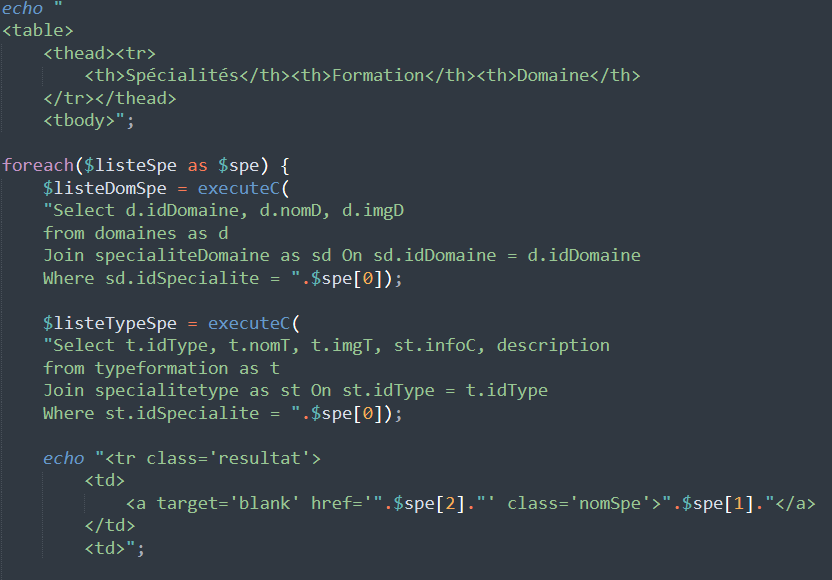 echo "
<table>
<thead><tr>
<th>Spécialités</th><th>Formation</th><th>Domaine</th>
</tr></thead>
<tbody>";
foreach($listeSpe as $spe) {
$listeDomSpe = executeC(
"Select d.idDomaine, d.nomD, d.imgD
from domaines as d
Join specialiteDomaine as sd On sd.idDomaine = d.idDomaine
Where sd.idSpecialite = ".$spe[0]);
$listeTypeSpe = executeC(
"Select t.idType, t.nomT, t.imgT, st.infoC, description
from typeformation as t
Join specialitetype as st On st.idType = t.idType
Where st.idSpecialite = ".$spe[0]);
echo "<tr class='resultat'>
<td>
<a target='blank' href='".$spe[2]."' class='nomSpe'>".$spe[1]."</a>
</td>
<td>";